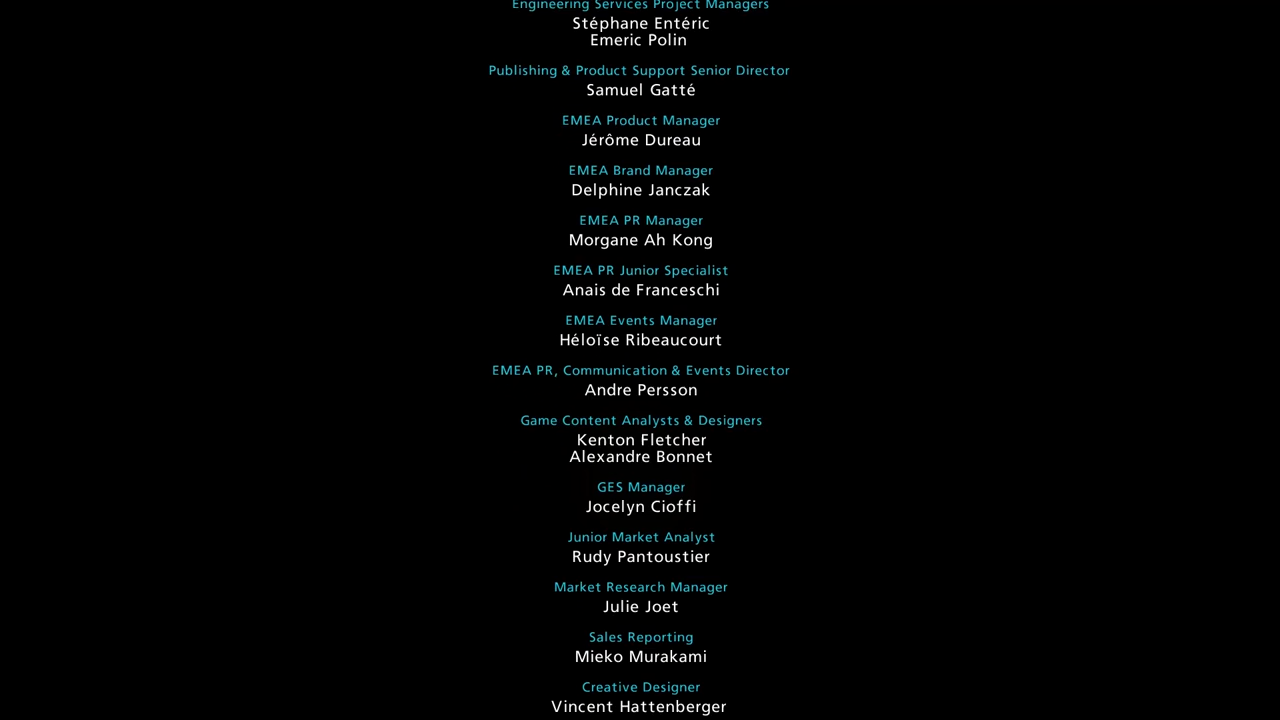 Engineering Services Project Managers
Stéphane Entéric
Emeric Polin
Publishing & Product Support Senior Director
Samuel Gatté
EMEA Product Manager
Jérôme Dureau
EMEA Brand Manager
Delphine Janczak
EMEA PR Manager
Morgane Ah Kong
EMEA PR Junior Specialist
Anais de Franceschi
EMEA Events Manager
Héloïse Ribeaucourt
EMEA PR, Communication & Events Director
Andre Persson
Game Content Analysts & Designers
Kenton Fletcher
Alexandre Bonnet
GES Manager
Jocelyn Cioffi
Junior Market Analyst
Rudy Pantoustier
Market Research Manager
Julie Joet
Sales Reporting
Mieko Murakami
Creative Designer
Vincent Hattenberger